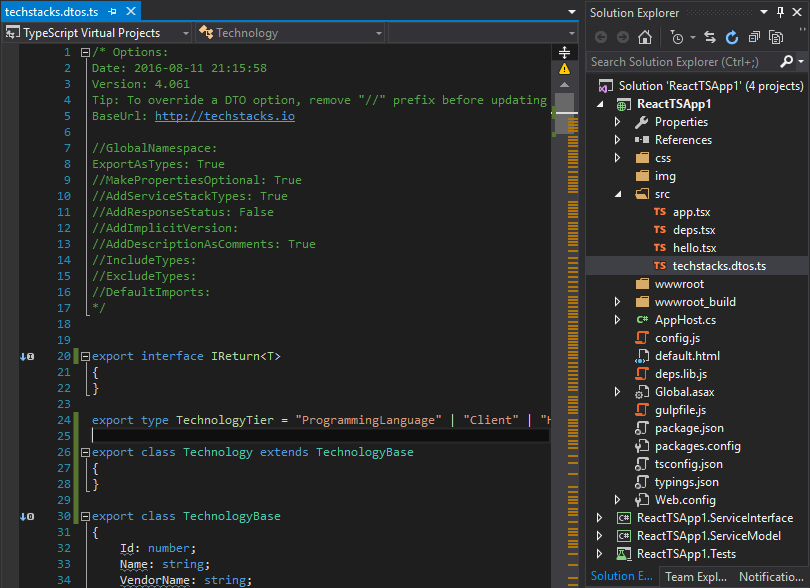 techstacks.dtos.ts
TypeScript Virtual Projects
Technology
1 /* Options:
2 Date: 2016-08-11 21:15:58
3 Version: 4.061
4 Tip: To override a DTO option, remove "//" prefix before updating
5 BaseUrl: http://techstacks.io
6
7 //GlobalNamespace:
8 ExportAsTypes: True
9 //MakePropertiesOptional: True
10 //AddServiceStackTypes: True
11 //AddResponseStatus: False
12 //AddImplicitVersion:
13 //AddDescriptionAsComments: True
14 //IncludeTypes:
15 //ExcludeTypes:
16 //DefaultImports:
17 */
18
19
20 export interface IReturn<T>
21 {
22 }
23
24 export type TechnologyTier = "ProgrammingLanguage" | "Client" | "H
25
26 export class Technology extends TechnologyBase
27 {
28 }
29
30 export class TechnologyBase
31 {
32 Id: number;
33 Name: string;
34 VendorName: string;
Solution Explorer
Search Solution Explorer (Ctrl+;)
Solution 'ReactTSApp1' (4 projects)
ReactTSApp1
Properties
References
css
img
src
TS app.tsx
TS deps.tsx
TS hello.tsx
TS techstacks.dtos.ts
wwwroot
wwwroot_build
C# AppHost.cs
config.js
default.html
deps.lib.js
Global.asax
gulpfile.js
package.json
packages.config
tsconfig.json
typings.json
Web.config
C# ReactTSApp1.ServiceInterface
C# ReactTSApp1.ServiceModel
ReactTSApp1.Tests
Solution E... Team Expl... Notificatio...